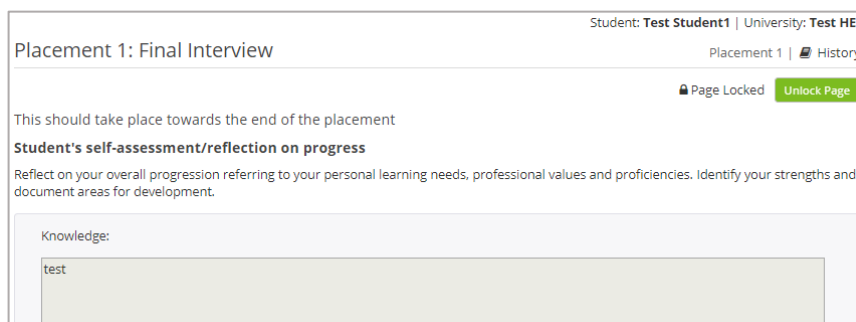 Student: Test Student1 | University: Test HE
Placement 1: Final Interview
Placement 1 | History
Page Locked Unlock Page
This should take place towards the end of the placement
Student's self-assessment/reflection on progress
Reflect on your overall progression referring to your personal learning needs, professional values and proficiencies. Identify your strengths and
document areas for development.
Knowledge:
test